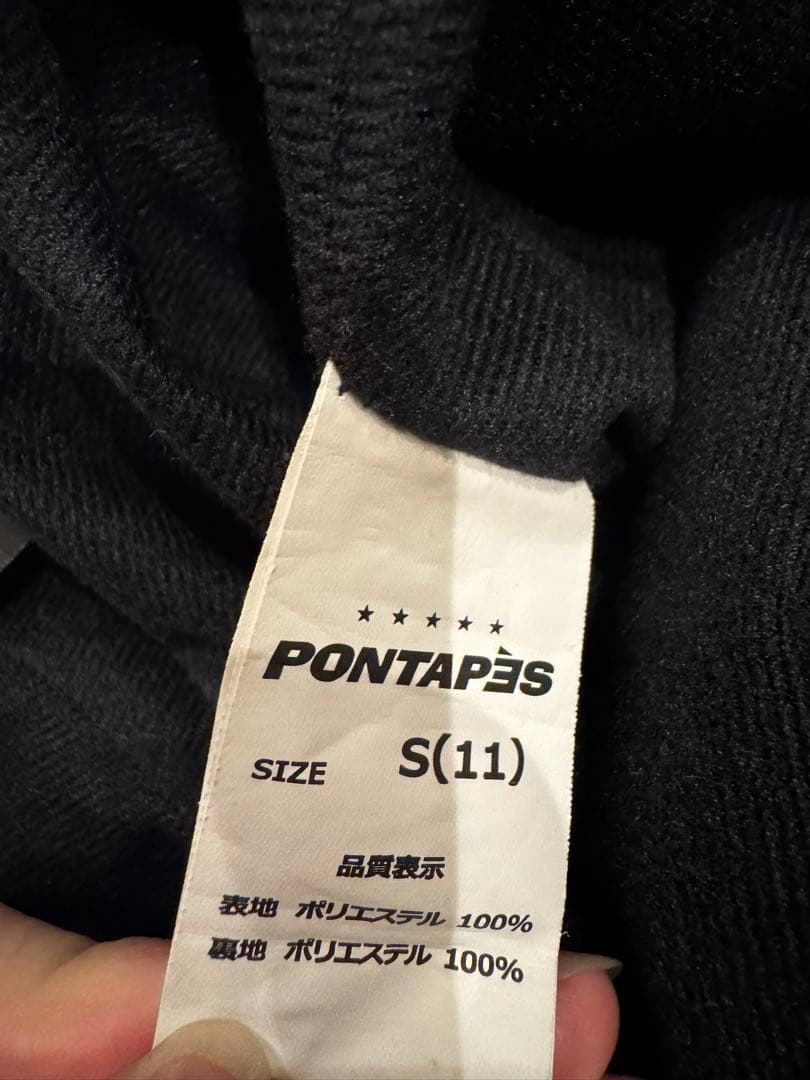 ★★★★★
PONTAPÈS
SIZE S(11)
品質表示
表地 ポリエステル 100%
裏地 ポリエステル 100%